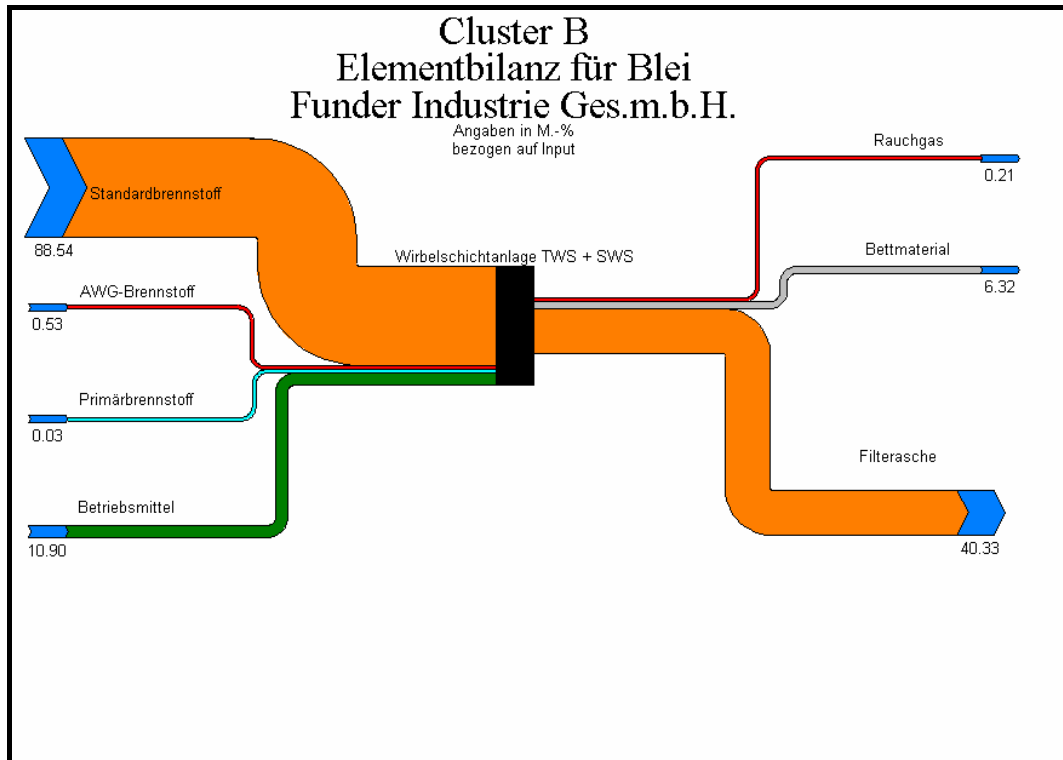 Cluster B
Elementbilanz für Blei
Funder Industrie Ges.m.b.H.
Angaben in M.-%
bezogen auf Input
Standardbrennstoff
88.54
AWG-Brennstoff
0.53
Primärbrennstoff
0.03
Betriebsmittel
10.90
Wirbelschichtanlage TWS + SWS
Rauchgas
0.21
Bettmaterial
6.32
Filterasche
40.33